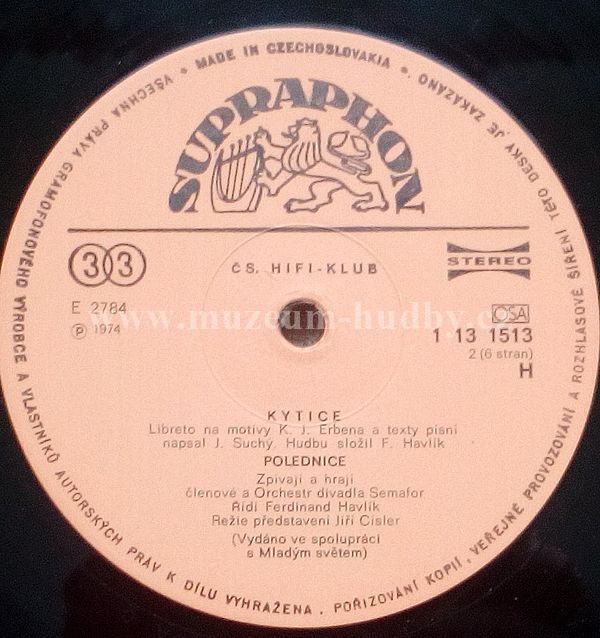 VŠECHNA PRÁVA GRAMOFONOVÉHO VÝROBCE A VLASTNÍKŮ AUTORSKÝCH PRÁV K DÍLU VYHRAŽENA. POŘIZOVÁNÍ KOPIÍ, VEŘEJNÉ PROVOZOVÁNÍ A ROZHLASOVÉ ŠÍŘENÍ TÉTO DESKY JE ZAKÁZÁNO. • MADE IN CZECHOSLOVAKIA •
SUPRAPHON
33
ČS. HIFI-KLUB
STEREO
E 2784
℗ 1974
www.muzeum-hudby.cz
OSA
1 13 1513
2 (6 stran)
H
KYTICE
Libreto na motivy K. J. Erbena a texty písní
napsal J. Suchý. Hudbu složil F. Havlík
POLEDNICE
Zpívají a hrají
členové a Orchestr divadla Semafor
Řídí Ferdinand Havlík
Režie představení Jiří Císler
(Vydáno ve spolupráci
s Mladým světem)